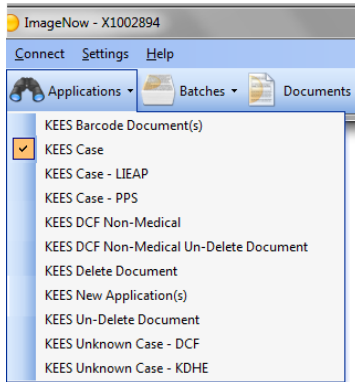 ImageNow - X1002894
Connect Settings Help
Applications Batches Documents
KEES Barcode Document(s)
KEES Case
KEES Case - LIEAP
KEES Case - PPS
KEES DCF Non-Medical
KEES DCF Non-Medical Un-Delete Document
KEES Delete Document
KEES New Application(s)
KEES Un-Delete Document
KEES Unknown Case - DCF
KEES Unknown Case - KDHE